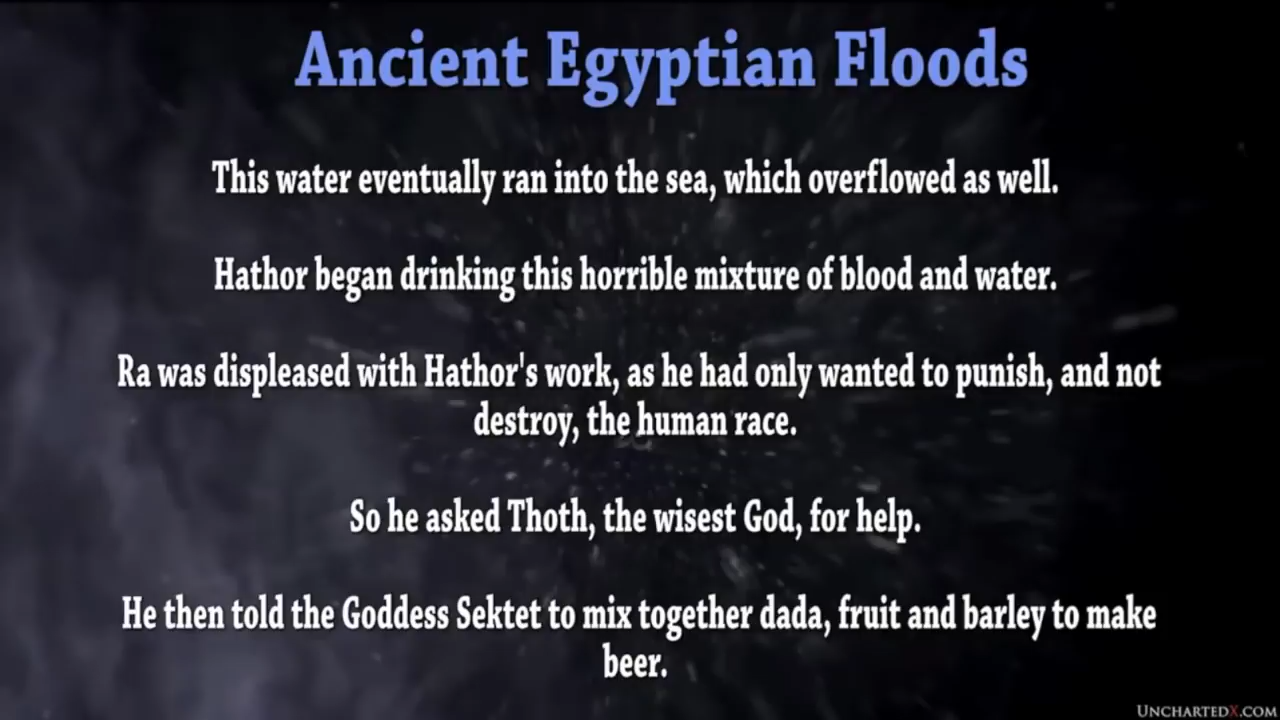 Ancient Egyptian Floods
This water eventually ran into the sea, which overflowed as well.
Hathor began drinking this horrible mixture of blood and water.
Ra was displeased with Hathor's work, as he had only wanted to punish, and not
destroy, the human race.
So he asked Thoth, the wisest God, for help.
He then told the Goddess Sektet to mix together dada, fruit and barley to make
beer.
UNCHARTEDX.COM